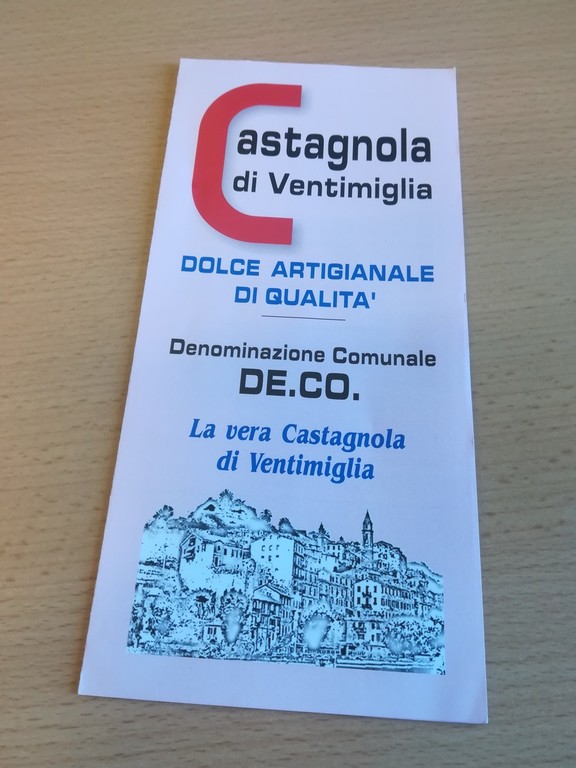 Castagnola
di Ventimiglia
DOLCE ARTIGIANALE
DI QUALITA'
Denominazione Comunale
DE.CO.
La vera Castagnola
di Ventimiglia